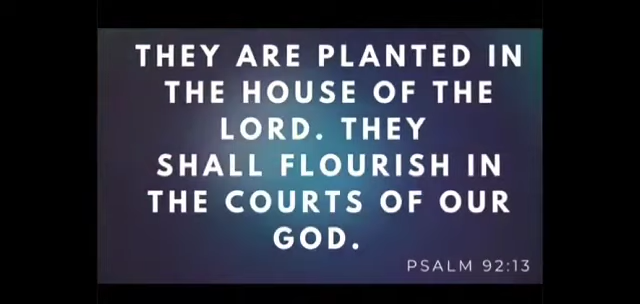 THEY ARE PLANTED IN
THE HOUSE OF THE
LORD. THEY
SHALL FLOURISH IN
THE COURTS OF OUR
GOD.
PSALM 92:13